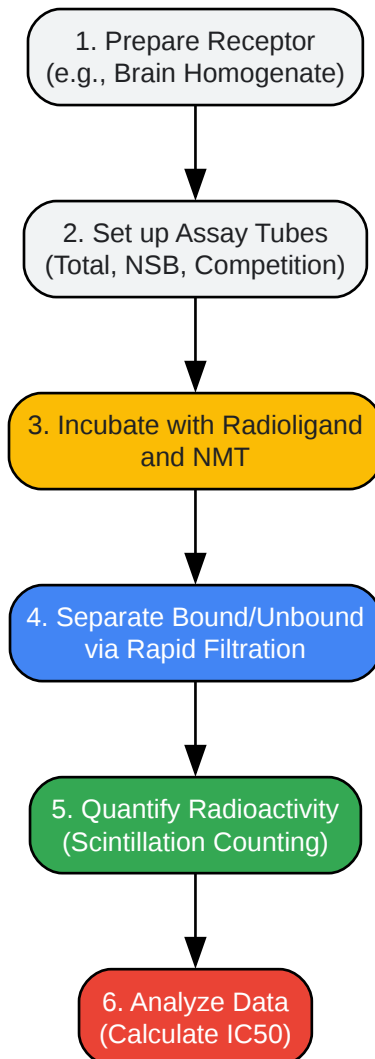 1. Prepare Receptor
(e.g., Brain Homogenate)
2. Set up Assay Tubes
(Total, NSB, Competition)
3. Incubate with Radioligand
and NMT
4. Separate Bound/Unbound
via Rapid Filtration
5. Quantify Radioactivity
(Scintillation Counting)
6. Analyze Data
(Calculate IC50)